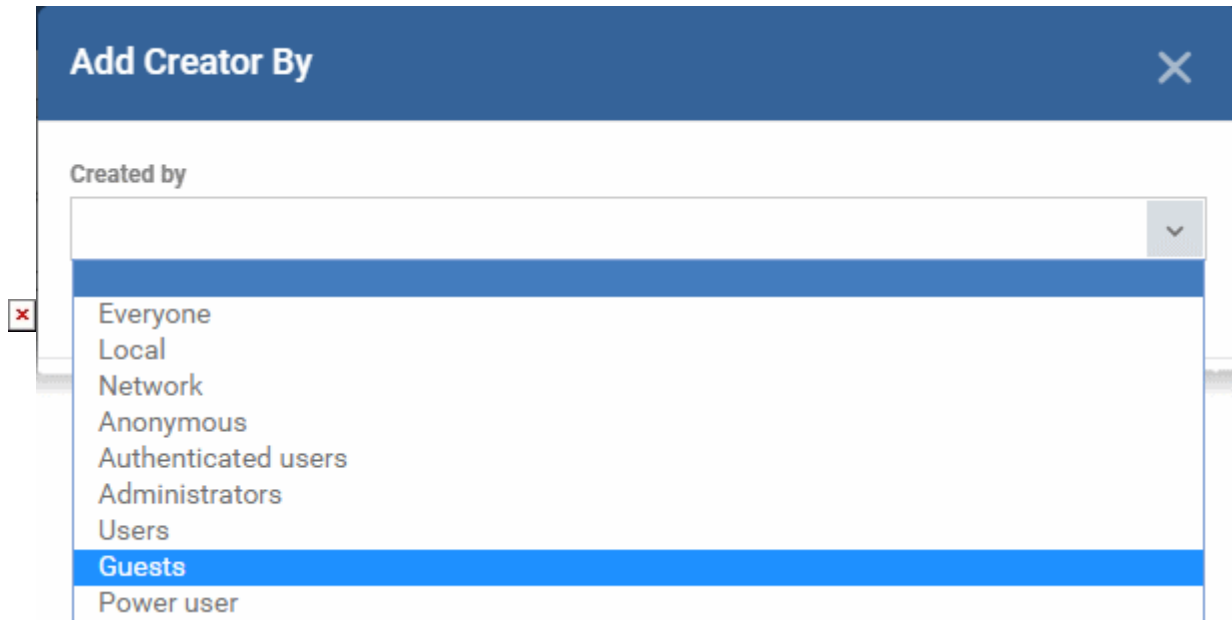 Add Creator By
Created by
Everyone
Local
Network
Anonymous
Authenticated users
Administrators
Users
Guests
Power user